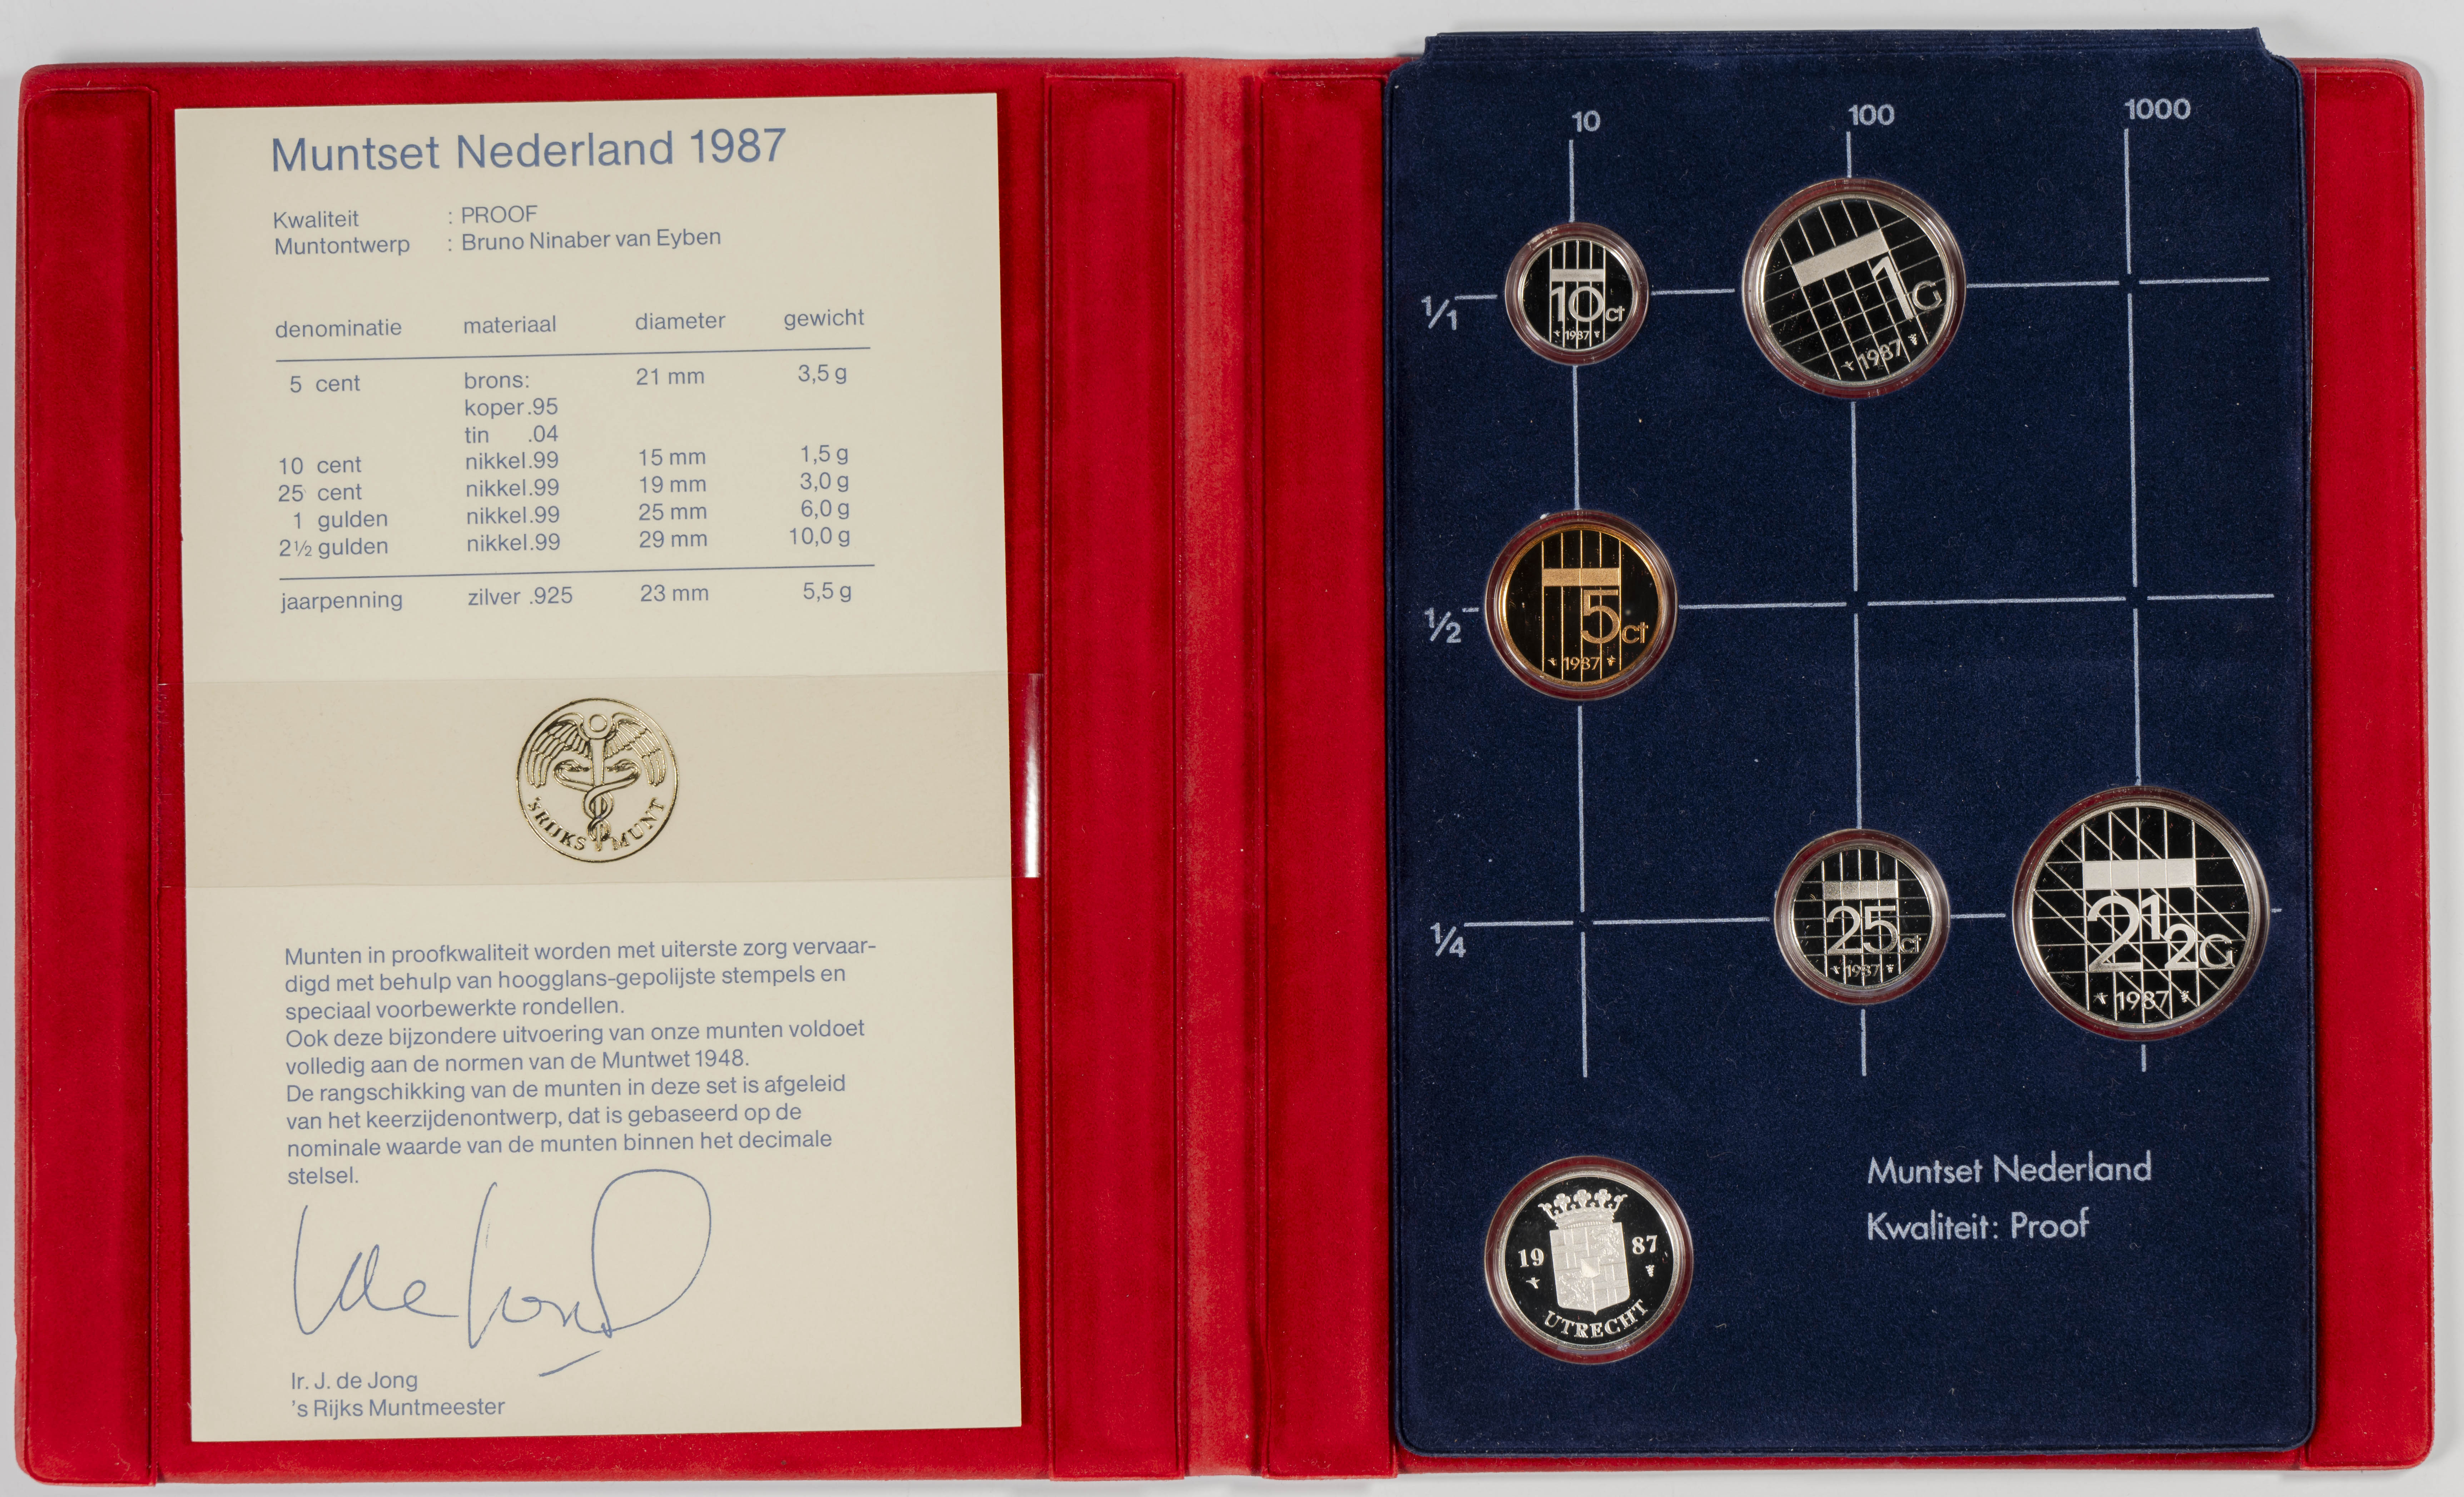 Muntset Nederland 1987
Kwaliteit : PROOF
Muntontwerp : Bruno Ninaber van Eyben
denominatie materiaal diameter gewicht
5 cent brons: 21 mm 3,5 g
koper .95
tin .04
10 cent nikkel .99 15 mm 1,5 g
25 cent nikkel .99 19 mm 3,0 g
1 gulden nikkel .99 25 mm 6,0 g
2½ gulden nikkel .99 29 mm 10,0 g
jaarpenning zilver .925 23 mm 5,5 g
'S RIJKS MUNT
Munten in proofkwaliteit worden met uiterste zorg vervaar-
digd met behulp van hoogglans-gepolijste stempels en
speciaal voorbewerkte rondellen.
Ook deze bijzondere uitvoering van onze munten voldoet
volledig aan de normen van de Muntwet 1948.
De rangschikking van de munten in deze set is afgeleid
van het keerzijdenontwerp, dat is gebaseerd op de
nominale waarde van de munten binnen het decimale
stelsel.
de Jong
Ir. J. de Jong
's Rijks Muntmeester
10 100 1000
1/1
10 ct
1987
1 G
1987
1/2
5 ct
1987
1/4
25 ct
1987
2 1/2 G
1987
19 87
UTRECHT
Muntset Nederland
Kwaliteit: Proof